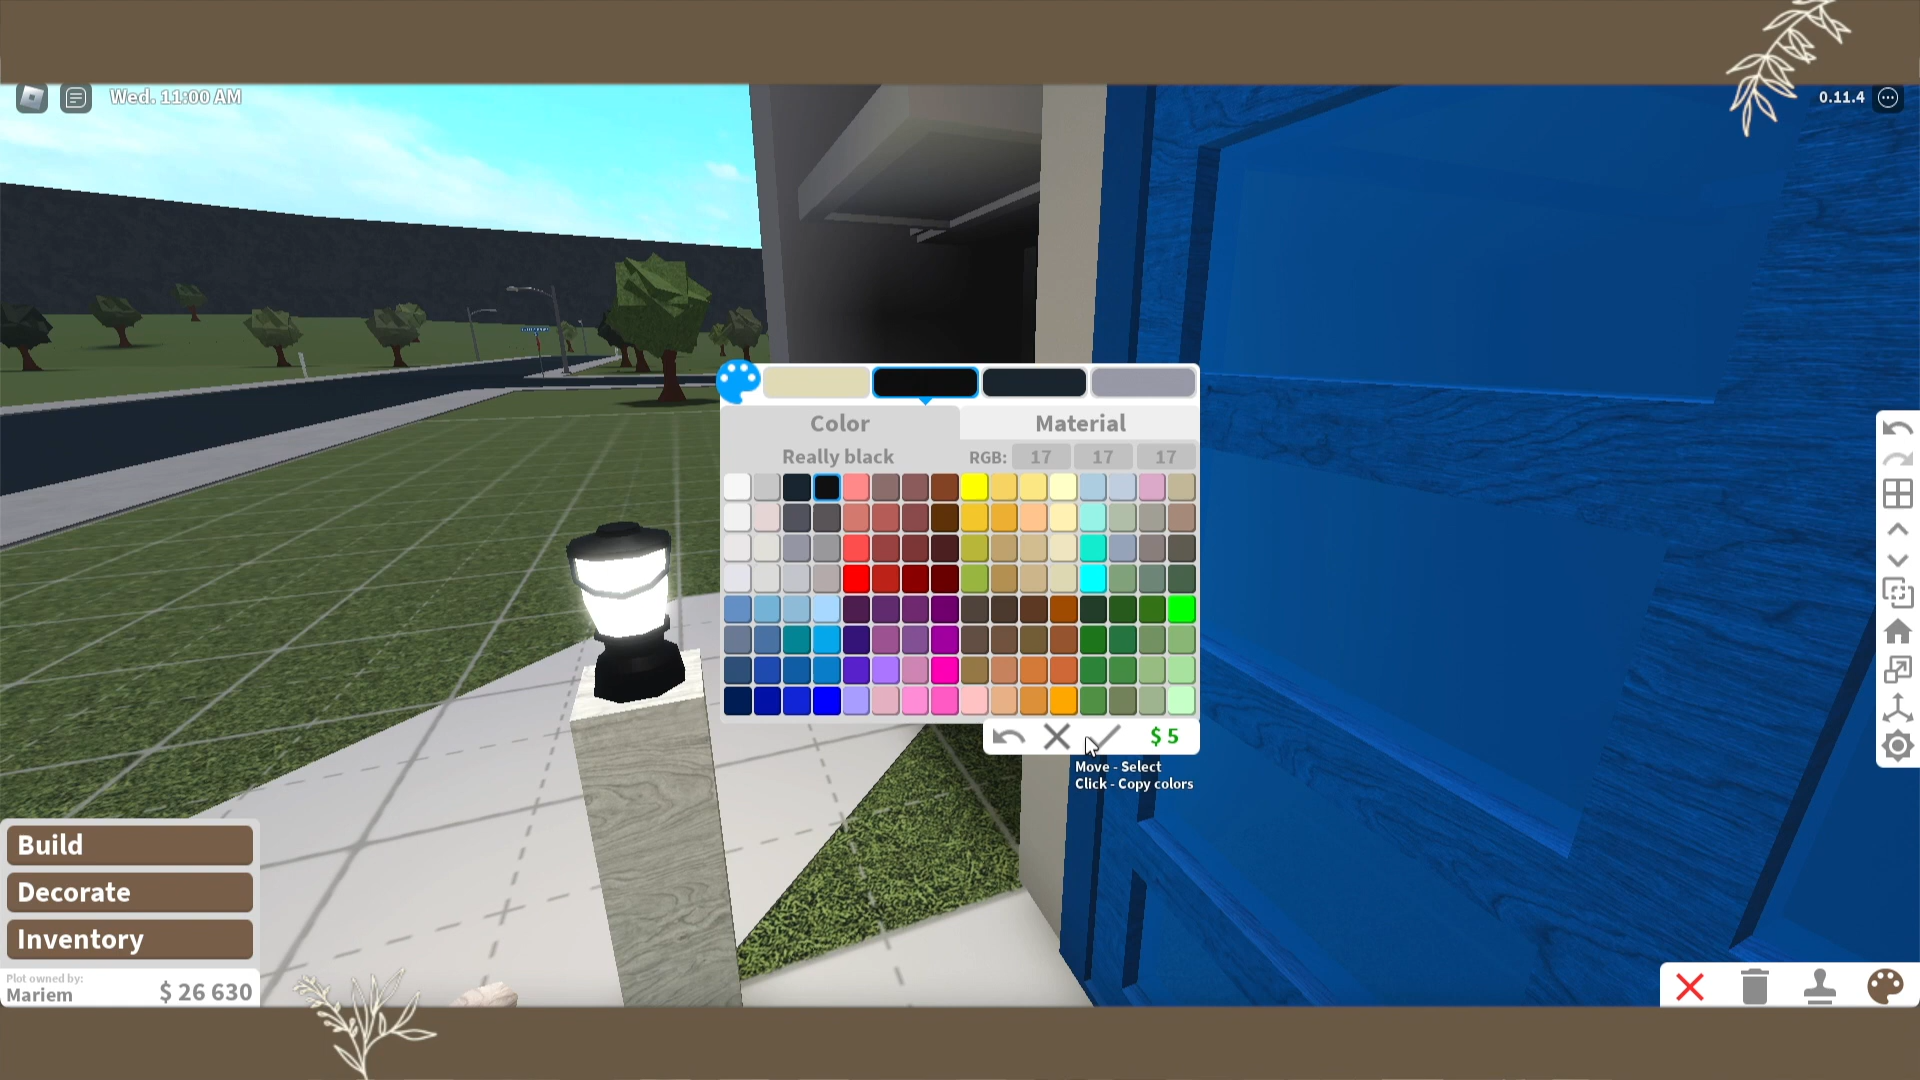 Wed. 11:00 AM
0.11.4
Color
Material
Really black
RGB: 17 17 17
$ 5
Move - Select
Click - Copy colors
Build
Decorate
Inventory
Plot owned by:
Mariem
$ 26 630